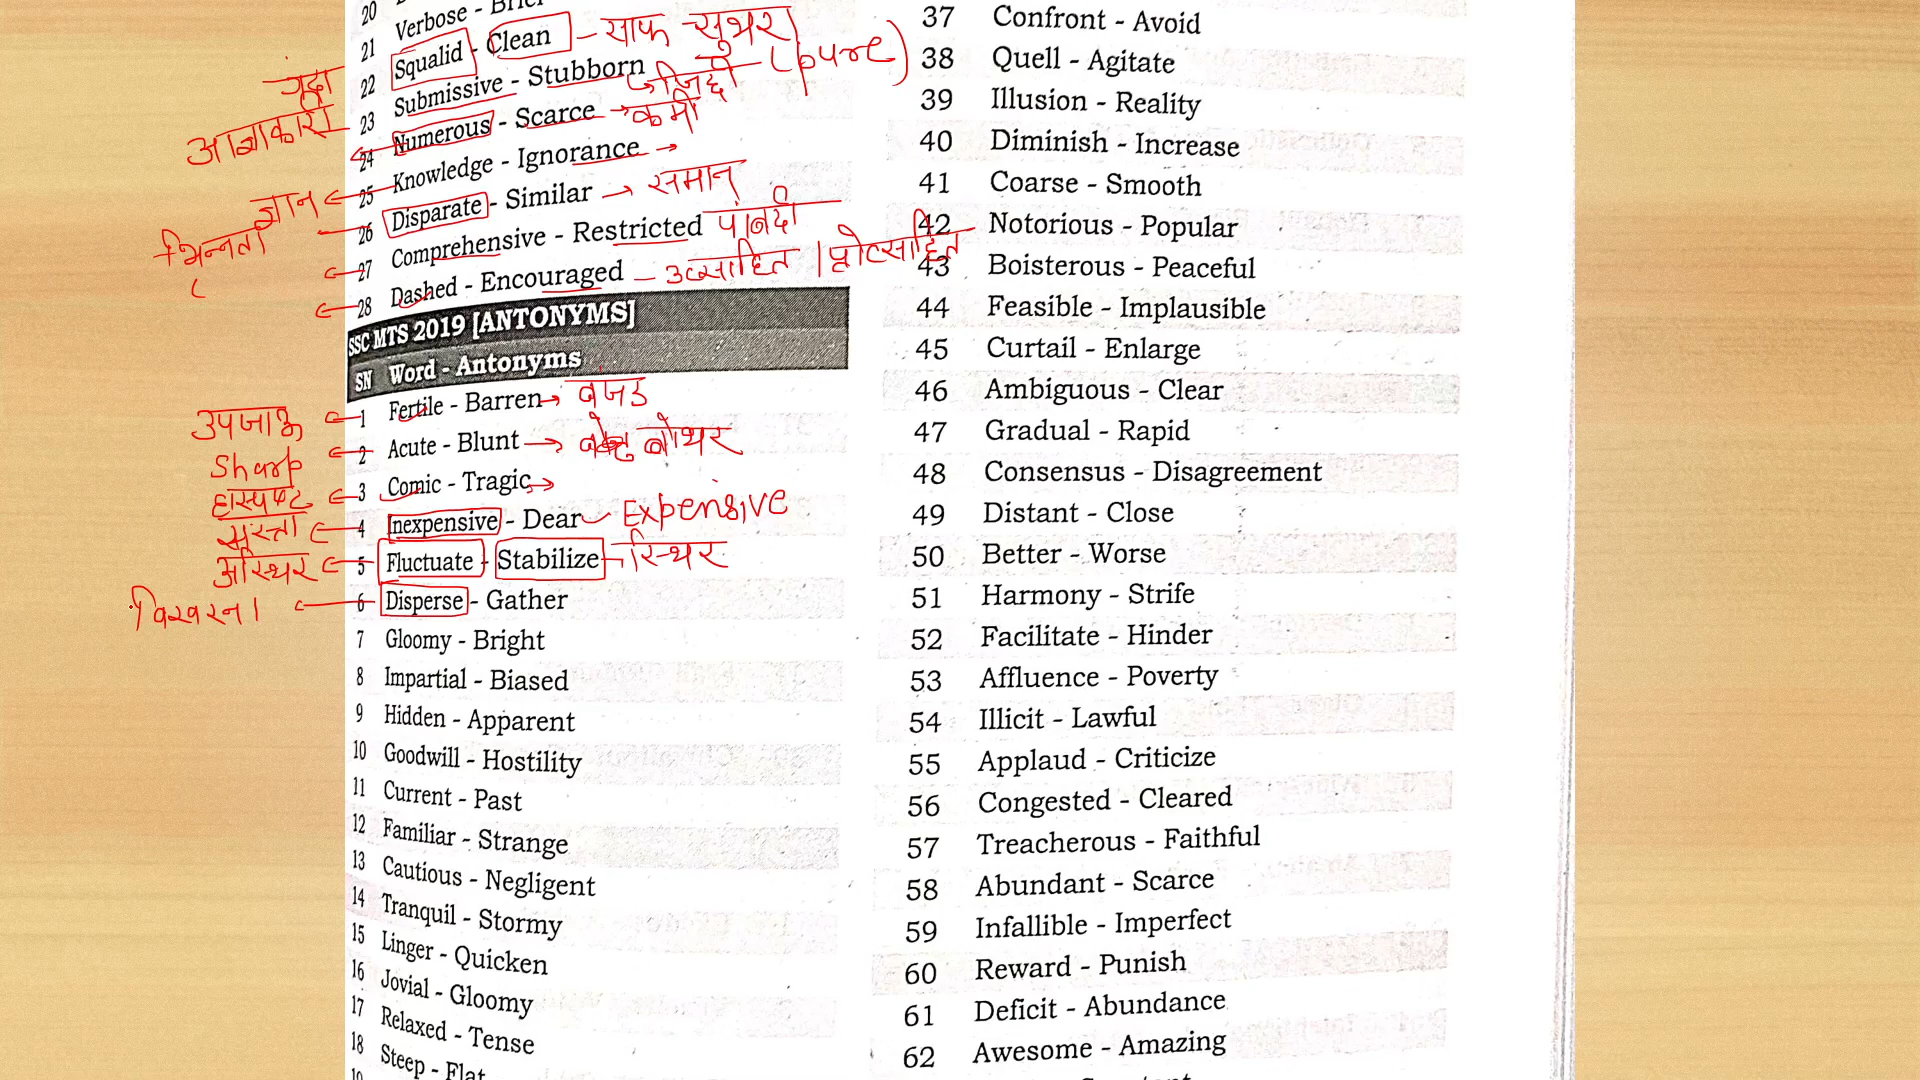 20
21 Verbose - Brief
22 Squalid - Clean - साफ सुथर (pure)
गंदा
23 Submissive - Stubborn जिद्दी
आज्ञाकारी
24 Numerous - Scarce → कमी
25 Knowledge - Ignorance →
ज्ञान
26 Disparate - Similar → समान
भिन्नता
27 Comprehensive - Restricted पांबदी
28 Dashed - Encouraged - उत्साहित | प्रोत्साहित
SSC MTS 2019 [ANTONYMS]
SN Word - Antonyms
उपजाऊ 1 Fertile - Barren → बंजड
Sharp 2 Acute - Blunt → बोथर
3 Comic - Tragic →
सस्ता 4 Inexpensive - Dear Expensive
अस्थिर 5 Fluctuate - Stabilize स्थिर
विखरना 6 Disperse - Gather
7 Gloomy - Bright
8 Impartial - Biased
9 Hidden - Apparent
10 Goodwill - Hostility
11 Current - Past
12 Familiar - Strange
13 Cautious - Negligent
14 Tranquil - Stormy
15 Linger - Quicken
16 Jovial - Gloomy
17 Relaxed - Tense
18 Steep - Flat
19
37 Confront - Avoid
38 Quell - Agitate
39 Illusion - Reality
40 Diminish - Increase
41 Coarse - Smooth
42 Notorious - Popular
43 Boisterous - Peaceful
44 Feasible - Implausible
45 Curtail - Enlarge
46 Ambiguous - Clear
47 Gradual - Rapid
48 Consensus - Disagreement
49 Distant - Close
50 Better - Worse
51 Harmony - Strife
52 Facilitate - Hinder
53 Affluence - Poverty
54 Illicit - Lawful
55 Applaud - Criticize
56 Congested - Cleared
57 Treacherous - Faithful
58 Abundant - Scarce
59 Infallible - Imperfect
60 Reward - Punish
61 Deficit - Abundance
62 Awesome - Amazing